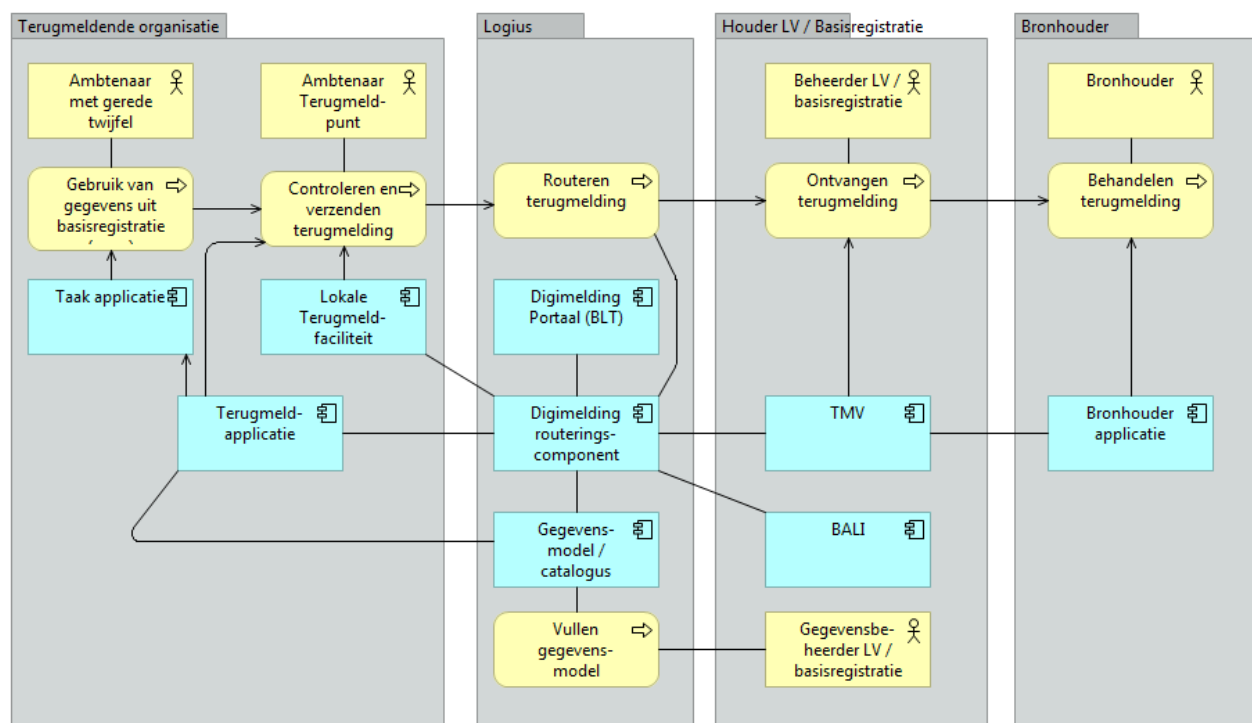 Terugmeldende organisatie
Logius
Houder LV / Basisregistratie
Bronhouder
Ambtenaar
met gerede
twijfel
Ambtenaar
Terugmeld-
punt
Beheerder LV /
basisregistratie
Bronhouder
Gebruik van
gegevens uit
basisregistratie
Controleren en
verzenden
terugmelding
Routeren
terugmelding
Ontvangen
terugmelding
Behandelen
terugmelding
Taak applicatie
Lokale
Terugmeld-
faciliteit
Digimelding
Portaal (BLT)
Terugmeld-
applicatie
Digimelding
routerings-
component
TMV
Bronhouder
applicatie
Gegevens-
model /
catalogus
BALI
Vullen
gegevens-
model
Gegevensbe-
heerder LV /
basisregistratie